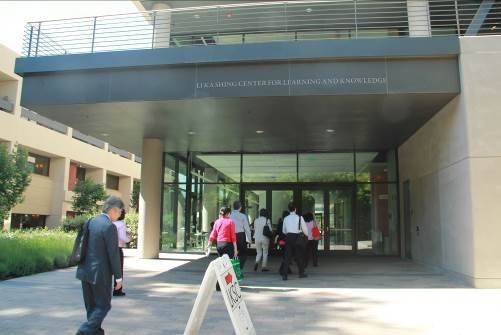 LI KA SHING CENTER FOR LEARNING AND KNOWLEDGE